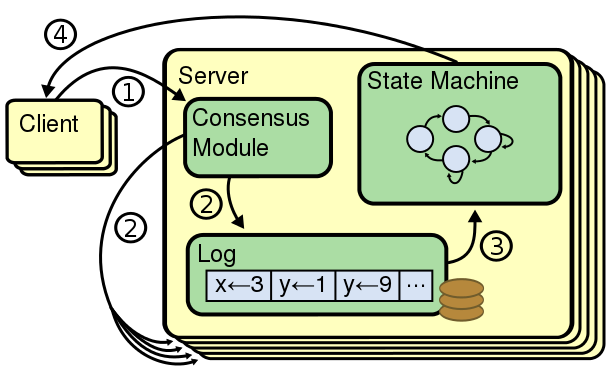 ④
Server
State Machine
①
Client
Consensus
Module
②
②
③
Log
x←3 y←1 y←9 ...